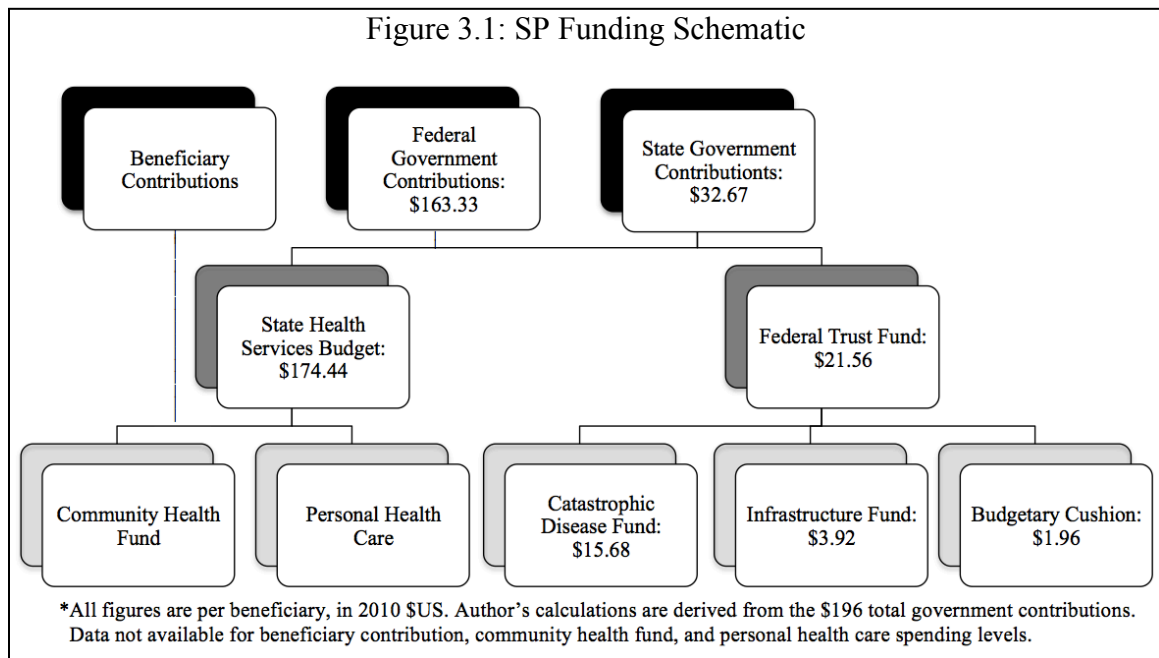 Figure 3.1: SP Funding Schematic
Beneficiary
Contributions
Federal
Government
Contributions:
$163.33
State Government
Contributionts:
$32.67
State Health
Services Budget:
$174.44
Federal Trust Fund:
$21.56
Community Health
Fund
Personal Health
Care
Catastrophic
Disease Fund:
$15.68
Infrastructure Fund:
$3.92
Budgetary Cushion:
$1.96
*All figures are per beneficiary, in 2010 $US. Author’s calculations are derived from the $196 total government contributions.
Data not available for beneficiary contribution, community health fund, and personal health care spending levels.